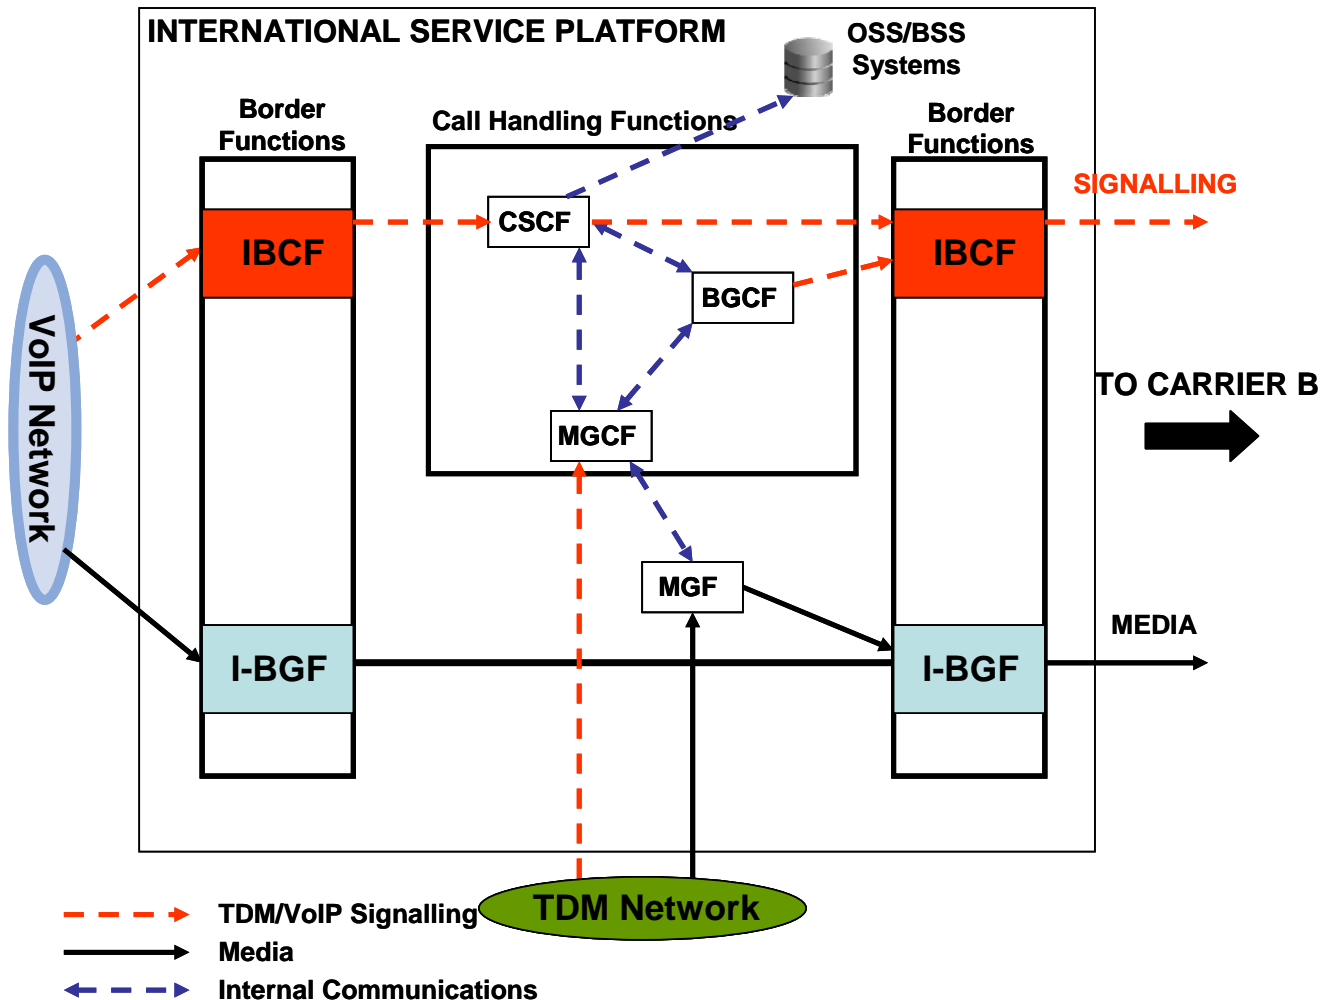 INTERNATIONAL SERVICE PLATFORM
OSS/BSS
Systems
Border
Functions
Call Handling Functions
Border
Functions
SIGNALLING
CSCF
IBCF
IBCF
BGCF
VoIP Network
TO CARRIER B
MGCF
MGF
MEDIA
I-BGF
I-BGF
TDM Network
TDM/VoIP Signalling
Media
Internal Communications